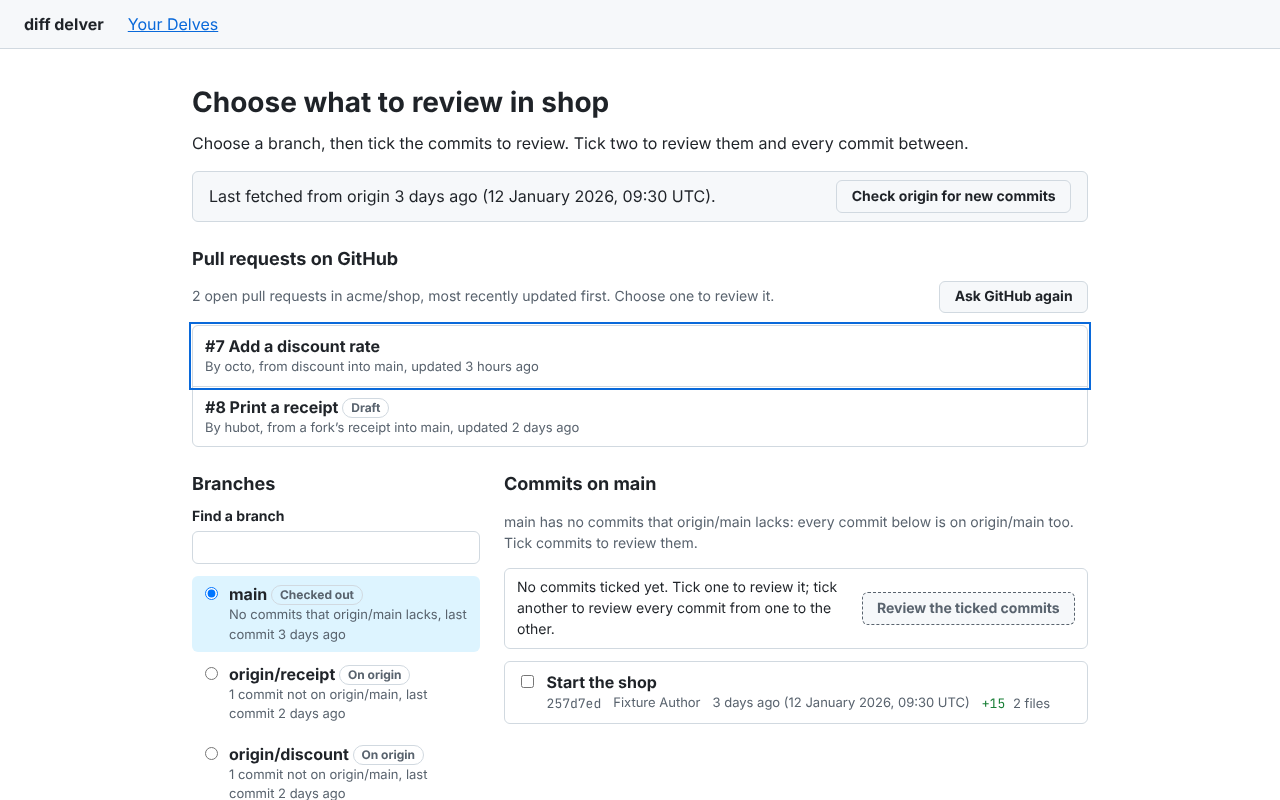 diff delver Your Delves
Choose what to review in shop
Choose a branch, then tick the commits to review. Tick two to review them and every commit between.
Last fetched from origin 3 days ago (12 January 2026, 09:30 UTC). Check origin for new commits
Pull requests on GitHub
2 open pull requests in acme/shop, most recently updated first. Choose one to review it. Ask GitHub again
#7 Add a discount rate
By octo, from discount into main, updated 3 hours ago
#8 Print a receipt Draft
By hubot, from a fork’s receipt into main, updated 2 days ago
Branches
Find a branch
main Checked out
No commits that origin/main lacks, last
commit 3 days ago
origin/receipt On origin
1 commit not on origin/main, last
commit 2 days ago
origin/discount On origin
1 commit not on origin/main, last
commit 2 days ago
Commits on main
main has no commits that origin/main lacks: every commit below is on origin/main too.
Tick commits to review them.
No commits ticked yet. Tick one to review it; tick
another to review every commit from one to the
other.
Review the ticked commits
Start the shop
257d7ed Fixture Author 3 days ago (12 January 2026, 09:30 UTC) +15 2 files